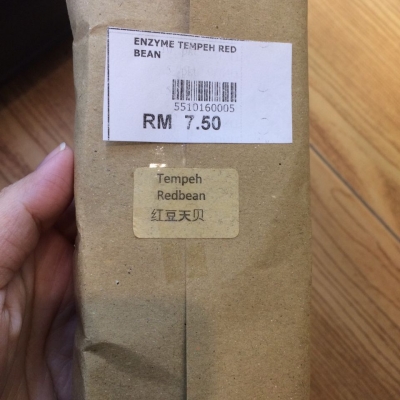 ENZYME TEMPEH RED
BEAN
5510160005
RM 7.50
Tempeh
Redbean
红豆天贝